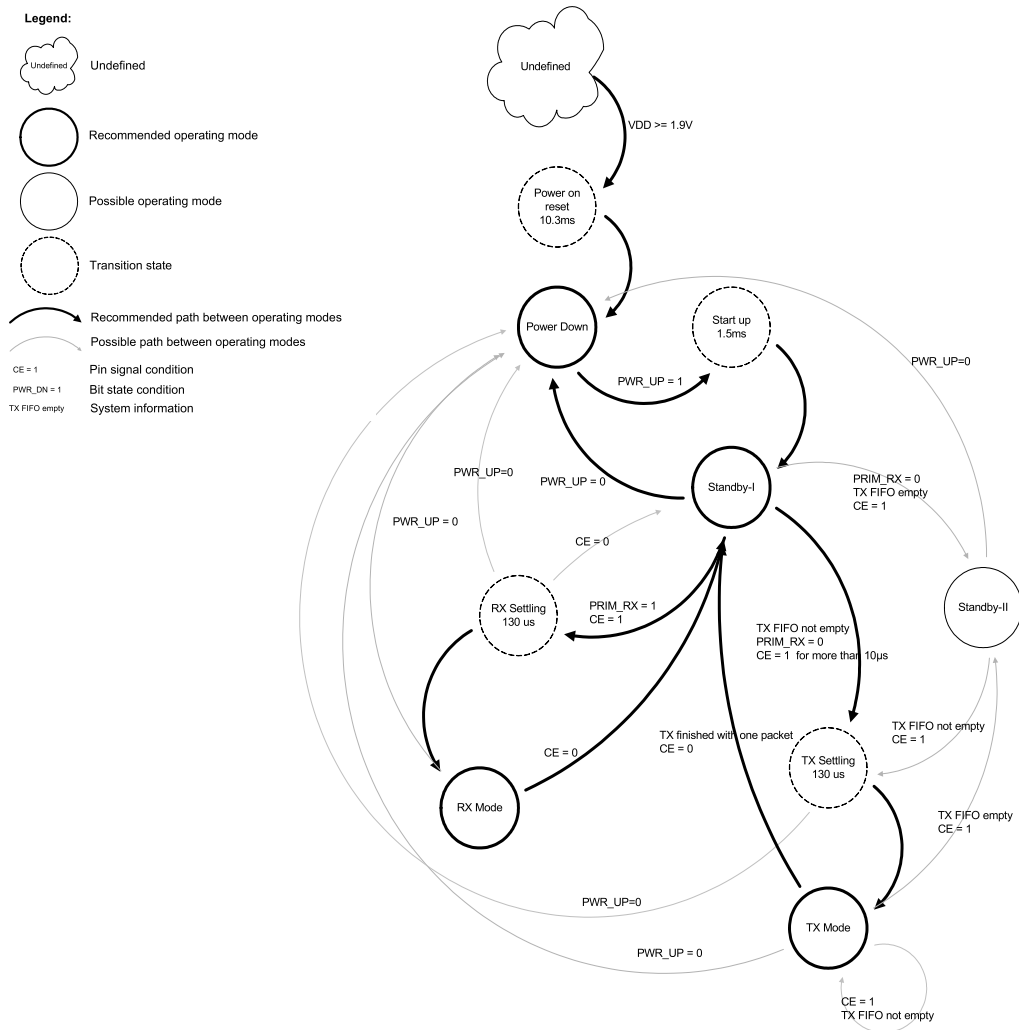 Legend:
Undefined
Undefined
Recommended operating mode
Possible operating mode
Transition state
Recommended path between operating modes
Possible path between operating modes
CE = 1
Pin signal condition
PWR_DN = 1
Bit state condition
TX FIFO empty
System information
Undefined
VDD >= 1.9V
Power on
reset
10.3ms
Power Down
Start up
1.5ms
PWR_UP=0
PWR_UP = 1
PWR_UP=0
PWR_UP = 0
Standby-I
PRIM_RX = 0
TX FIFO empty
CE = 1
PWR_UP = 0
CE = 0
RX Settling
130 us
PRIM_RX = 1
CE = 1
Standby-II
TX FIFO not empty
PRIM_RX = 0
CE = 1  for more than 10µs
TX FIFO not empty
CE = 1
TX finished with one packet
CE = 0
CE = 0
TX Settling
130 us
RX Mode
TX FIFO empty
CE = 1
PWR_UP=0
TX Mode
PWR_UP = 0
CE = 1
TX FIFO not empty